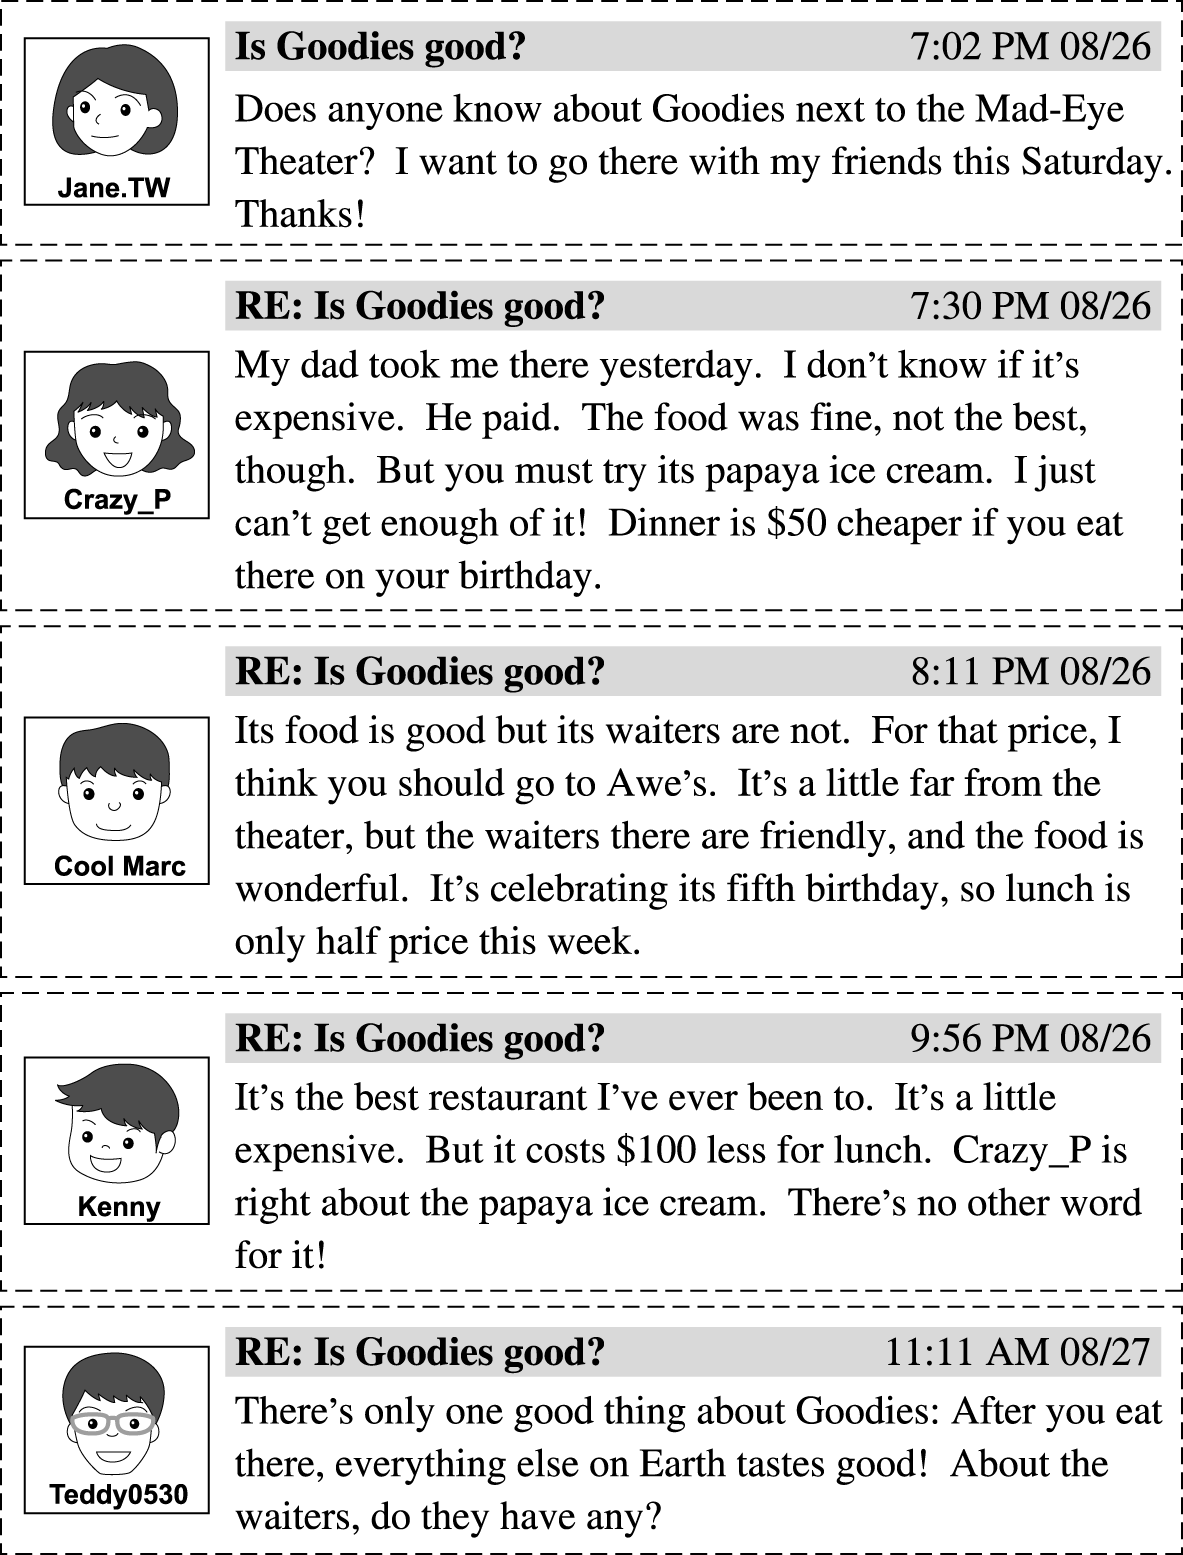 Is Goodies good? 7:02 PM 08/26
Does anyone know about Goodies next to the Mad-Eye
Theater? I want to go there with my friends this Saturday.
Thanks!
Jane.TW
RE: Is Goodies good? 7:30 PM 08/26
My dad took me there yesterday. I don't know if it's
expensive. He paid. The food was fine, not the best,
though. But you must try its papaya ice cream. I just
can't get enough of it! Dinner is $50 cheaper if you eat
there on your birthday.
Crazy_P
RE: Is Goodies good? 8:11 PM 08/26
Its food is good but its waiters are not. For that price, I
think you should go to Awe's. It's a little far from the
theater, but the waiters there are friendly, and the food is
wonderful. It's celebrating its fifth birthday, so lunch is
only half price this week.
Cool Marc
RE: Is Goodies good? 9:56 PM 08/26
It's the best restaurant I've ever been to. It's a little
expensive. But it costs $100 less for lunch. Crazy_P is
right about the papaya ice cream. There's no other word
for it!
Kenny
RE: Is Goodies good? 11:11 AM 08/27
There's only one good thing about Goodies: After you eat
there, everything else on Earth tastes good! About the
waiters, do they have any?
Teddy0530